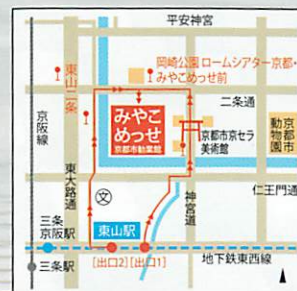 平安神宮
岡崎公園 ロームシアター京都・
みやこめっせ前
東山二条
二条通
みやこ
めっせ
京都市勧業館
京都市京セラ
美術館
京都市動物園
京阪線
東大路通
文
神宮道
仁王門通
三条
京阪駅
東山駅
三条駅
[出口2]
[出口1]
地下鉄東西線